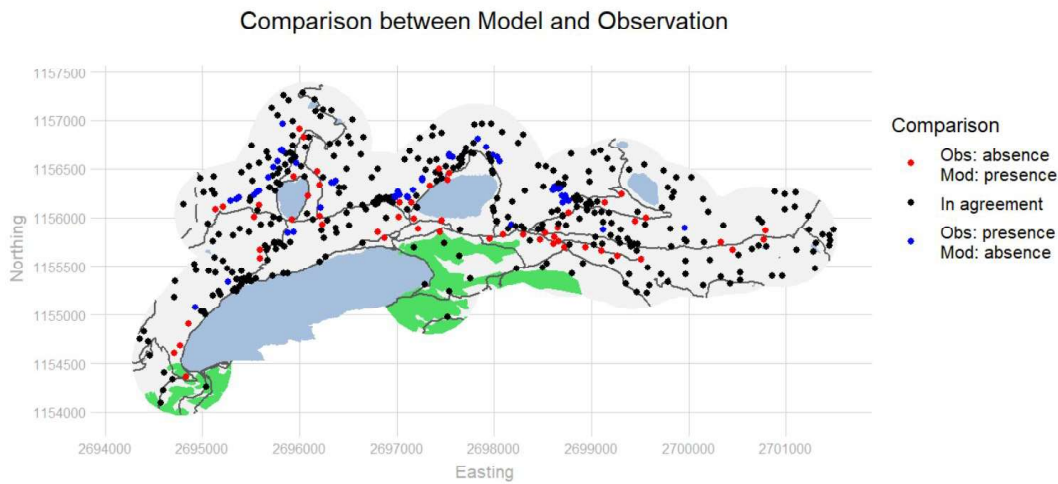 Comparison between Model and Observation
1157500
1157000
1156500
1156000
1155500
1155000
1154500
1154000
Northing
2694000 2695000 2696000 2697000 2698000 2699000 2700000 2701000
Easting
Comparison
Obs: absence
Mod: presence
In agreement
Obs: presence
Mod: absence